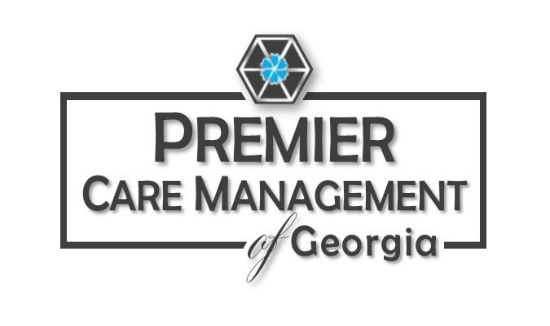 PREMIER
CARE MANAGEMENT
of Georgia